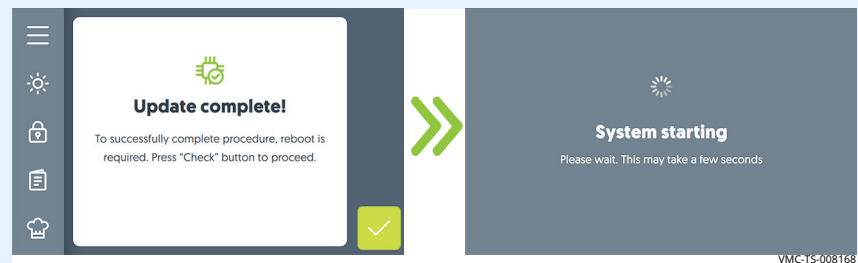 Update complete!
To successfully complete procedure, reboot is
required. Press "Check" button to proceed.
System starting
Please wait. This may take a few seconds
VMC-TS-008168